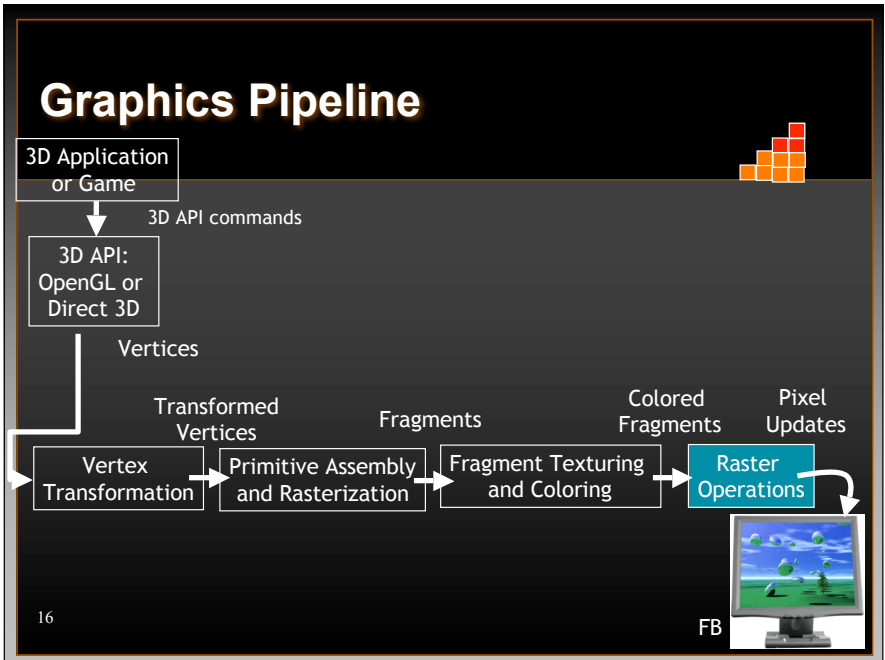 Graphics Pipeline
3D Application
or Game
3D API commands
3D API:
OpenGL or
Direct 3D
Vertices
Transformed
Vertices
Fragments
Colored
Fragments
Pixel
Updates
Vertex
Transformation
Primitive Assembly
and Rasterization
Fragment Texturing
and Coloring
Raster
Operations
16
FB